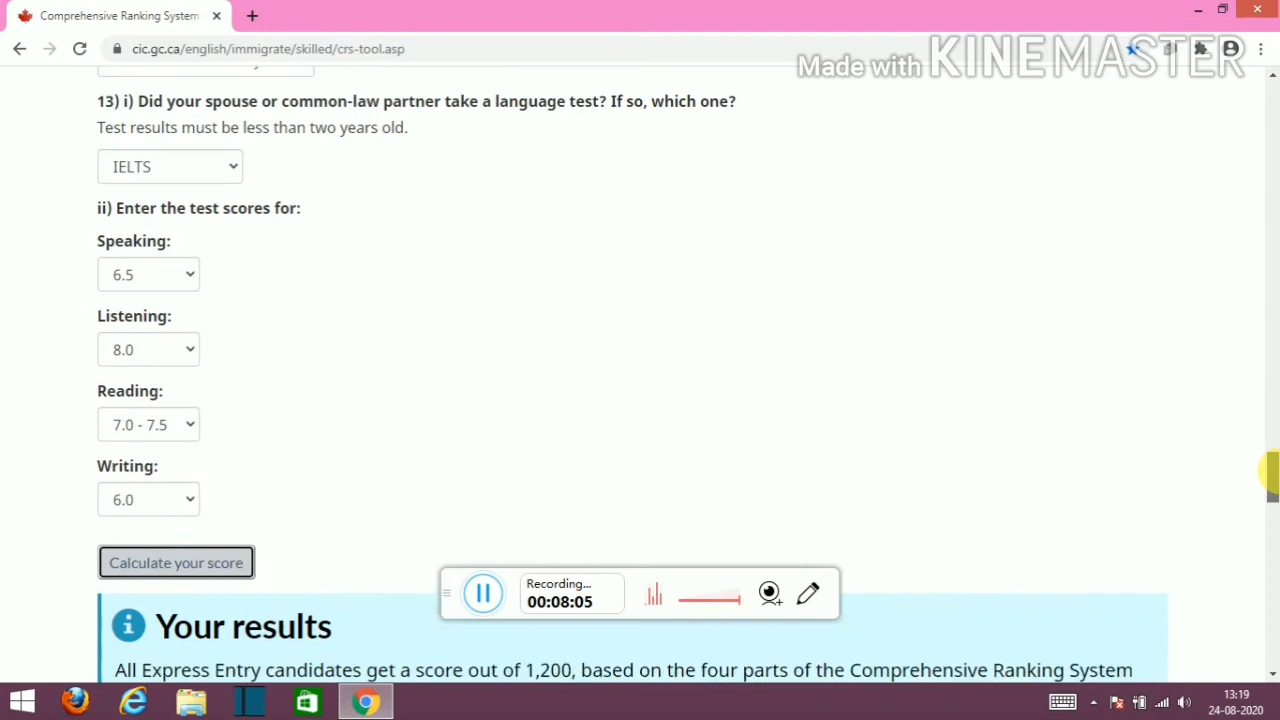 Comprehensive Ranking System
cic.gc.ca/english/immigrate/skilled/crs-tool.asp
Made with KINEMASTER
13) i) Did your spouse or common-law partner take a language test? If so, which one?
Test results must be less than two years old.
IELTS
ii) Enter the test scores for:
Speaking:
6.5
Listening:
8.0
Reading:
7.0 - 7.5
Writing:
6.0
Calculate your score
Recording...
00:08:05
Your results
All Express Entry candidates get a score out of 1,200, based on the four parts of the Comprehensive Ranking System
13:19
24-08-2020